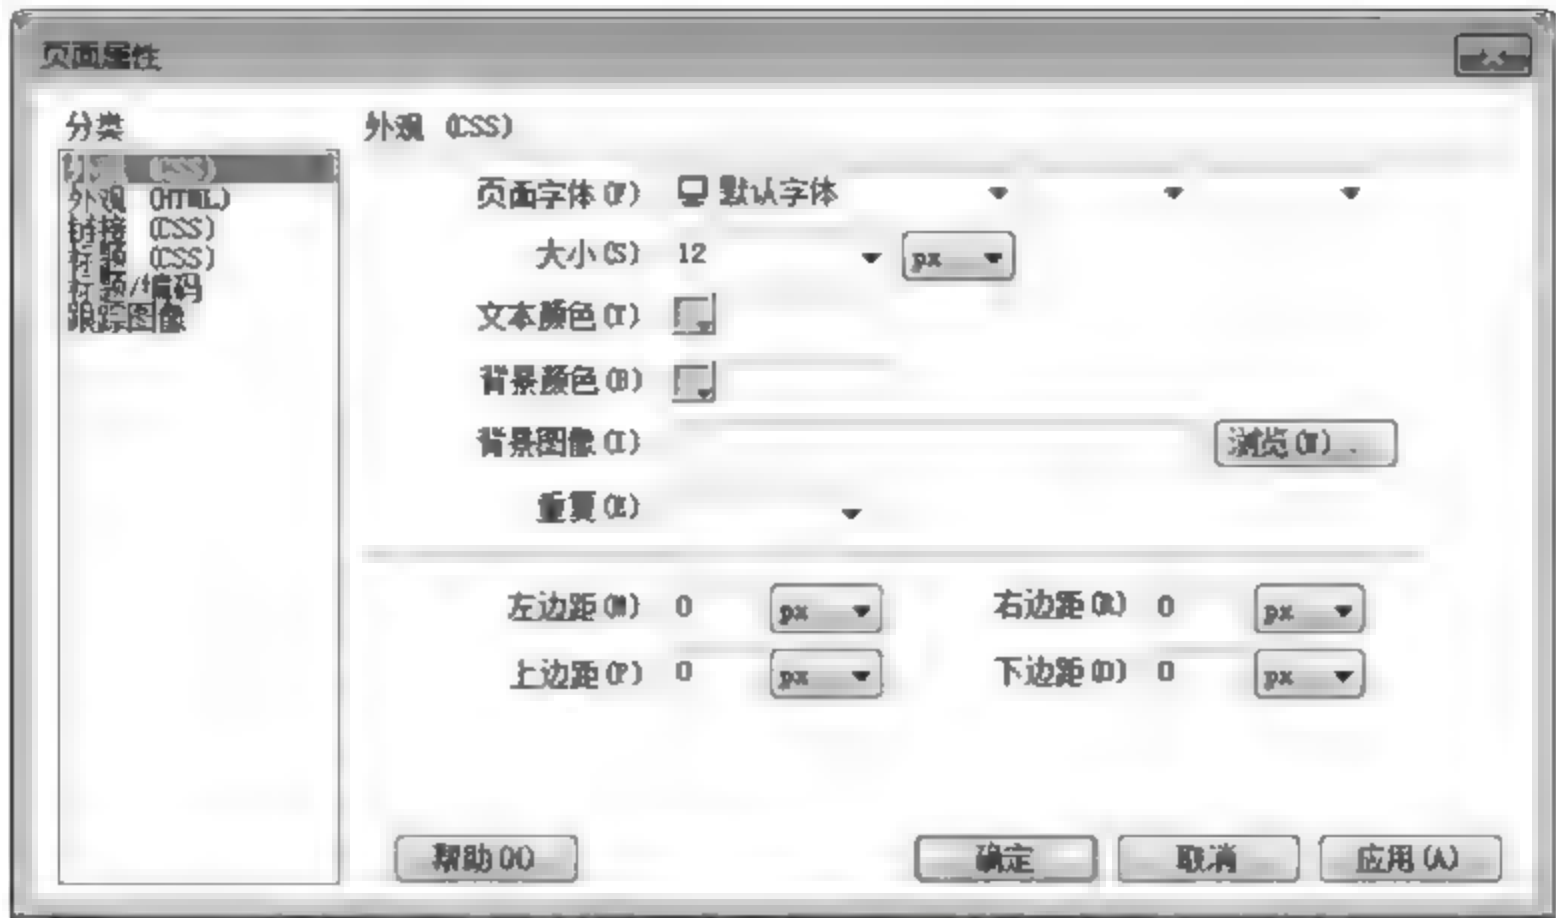 页面属性
分类
外观 (CSS)
外观 (HTML)
链接 (CSS)
标题 (CSS)
标题/编码
跟踪图像
外观 (CSS)
页面字体(F) 默认字体
大小(S) 12 px
文本颜色(T)
背景颜色(B)
背景图像(I) 浏览(W)
重复(E)
左边距(M) 0 px 右边距(R) 0 px
上边距(P) 0 px 下边距(D) 0 px
帮助 确定 取消 应用(A)